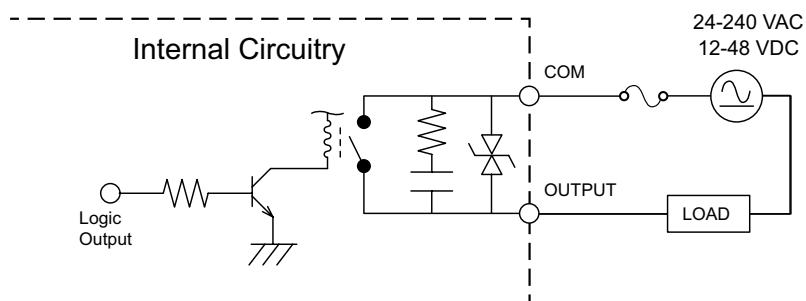 24-240 VAC
12-48 VDC
Internal Circuitry
COM
OUTPUT
LOAD
Logic
Output